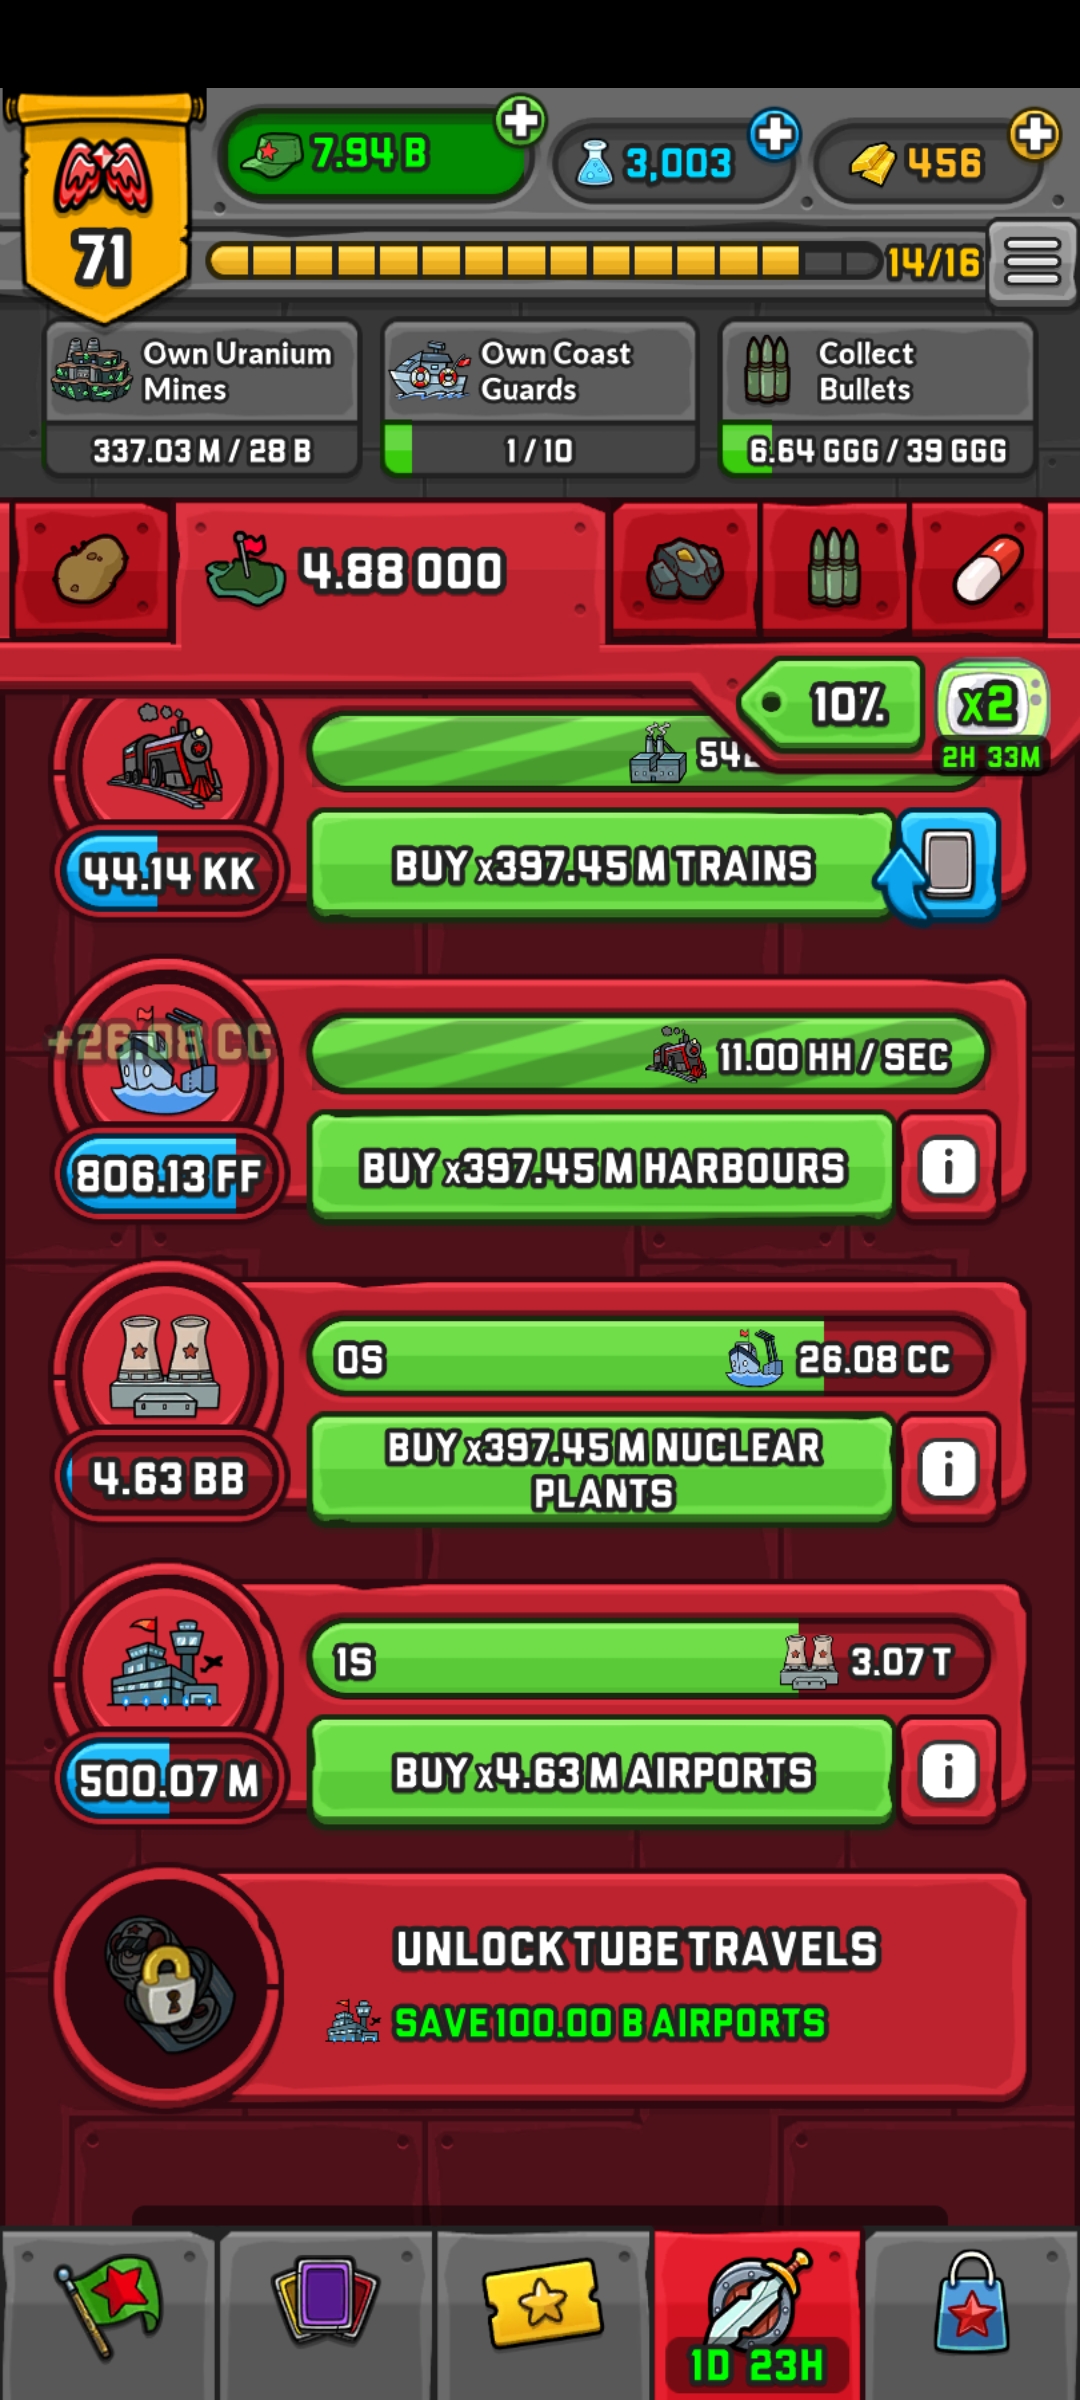 7.94 B
3,003
456
71
14/16
Own Uranium
Mines
337.03 M / 28 B
Own Coast
Guards
1 / 10
Collect
Bullets
6.64 GGG / 39 GGG
4.88 OOO
10%
x2
2H 33M
44.14 KK
BUY x397.45 M TRAINS
+26.08 CC
11.00 HH / SEC
806.13 FF
BUY x397.45 M HARBOURS
0S
26.08 CC
4.63 BB
BUY x397.45 M NUCLEAR
PLANTS
1S
3.07 T
500.07 M
BUY x4.63 M AIRPORTS
UNLOCK TUBE TRAVELS
SAVE 100.00 B AIRPORTS
1D 23H